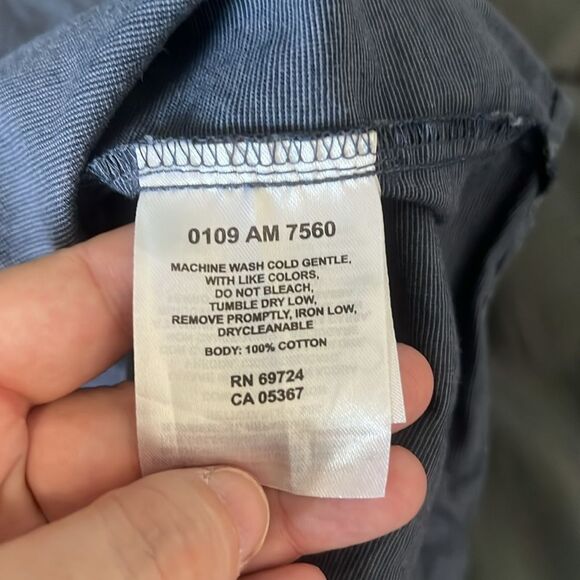 0109 AM 7560
MACHINE WASH COLD GENTLE,
WITH LIKE COLORS,
DO NOT BLEACH,
TUMBLE DRY LOW,
REMOVE PROMPTLY, IRON LOW,
DRYCLEANABLE
BODY: 100% COTTON
RN 69724
CA 05367